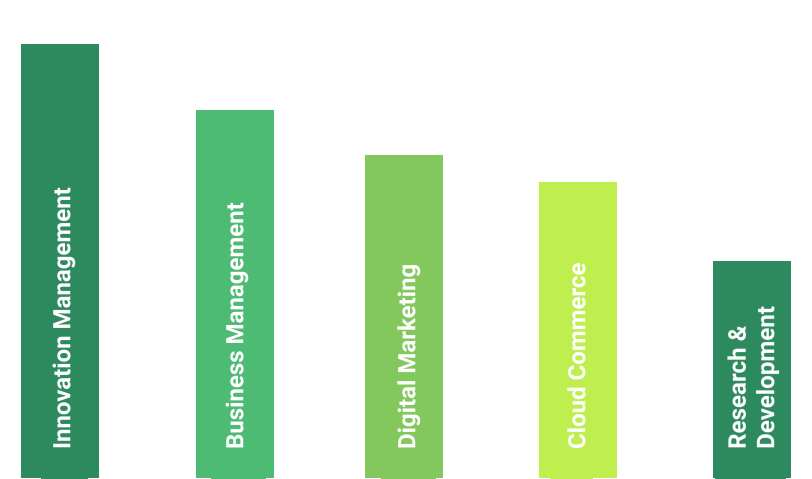 Innovation Management
Business Management
Digital Marketing
Cloud Commerce
Research &
Development